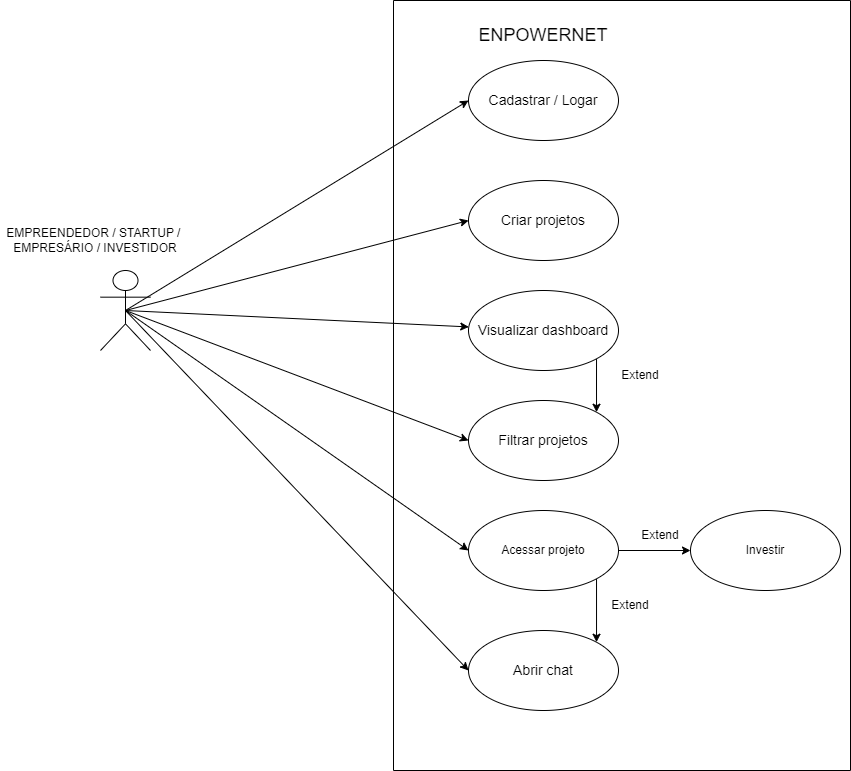 ENPOWERNET
Cadastrar / Logar
Criar projetos
EMPREENDEDOR / STARTUP /
EMPRESÁRIO / INVESTIDOR
Visualizar dashboard
Extend
Filtrar projetos
Acessar projeto
Extend
Investir
Extend
Abrir chat